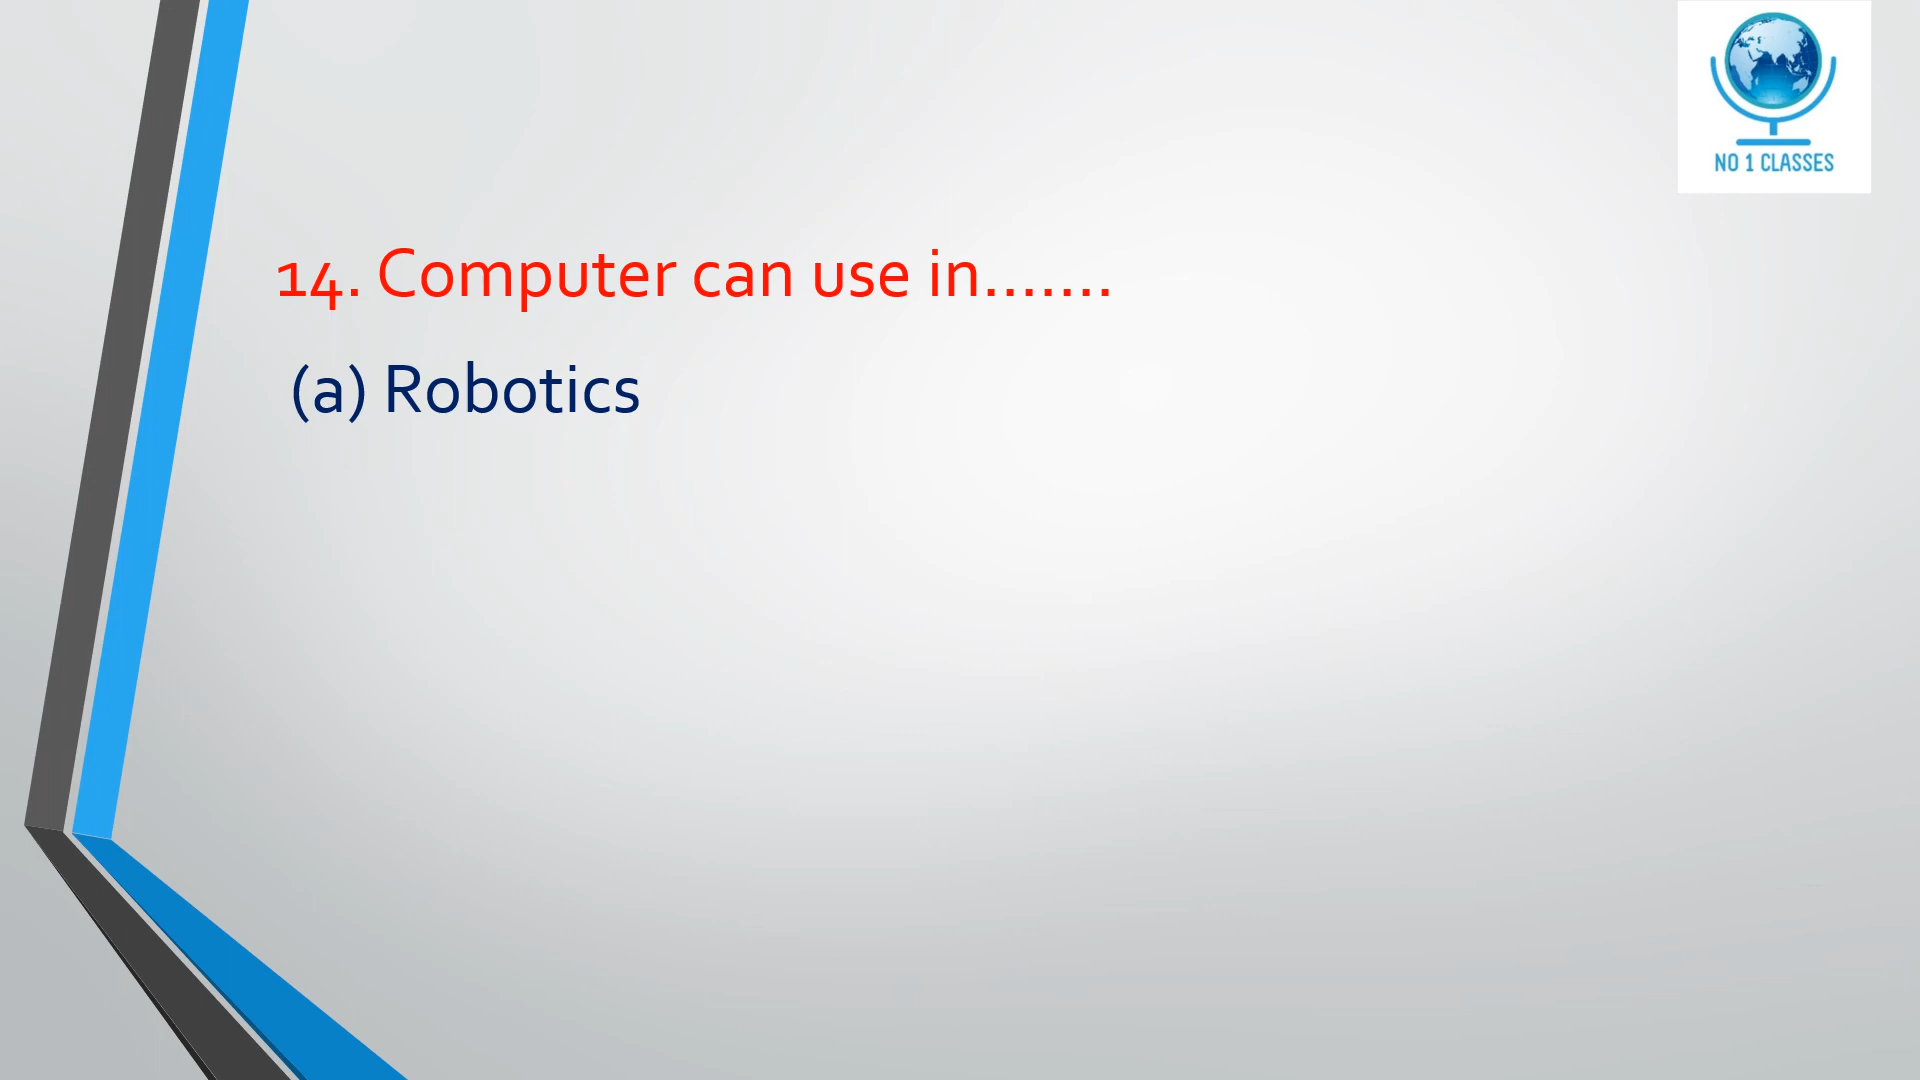 NO 1 CLASSES
14. Computer can use in.......
(a) Robotics